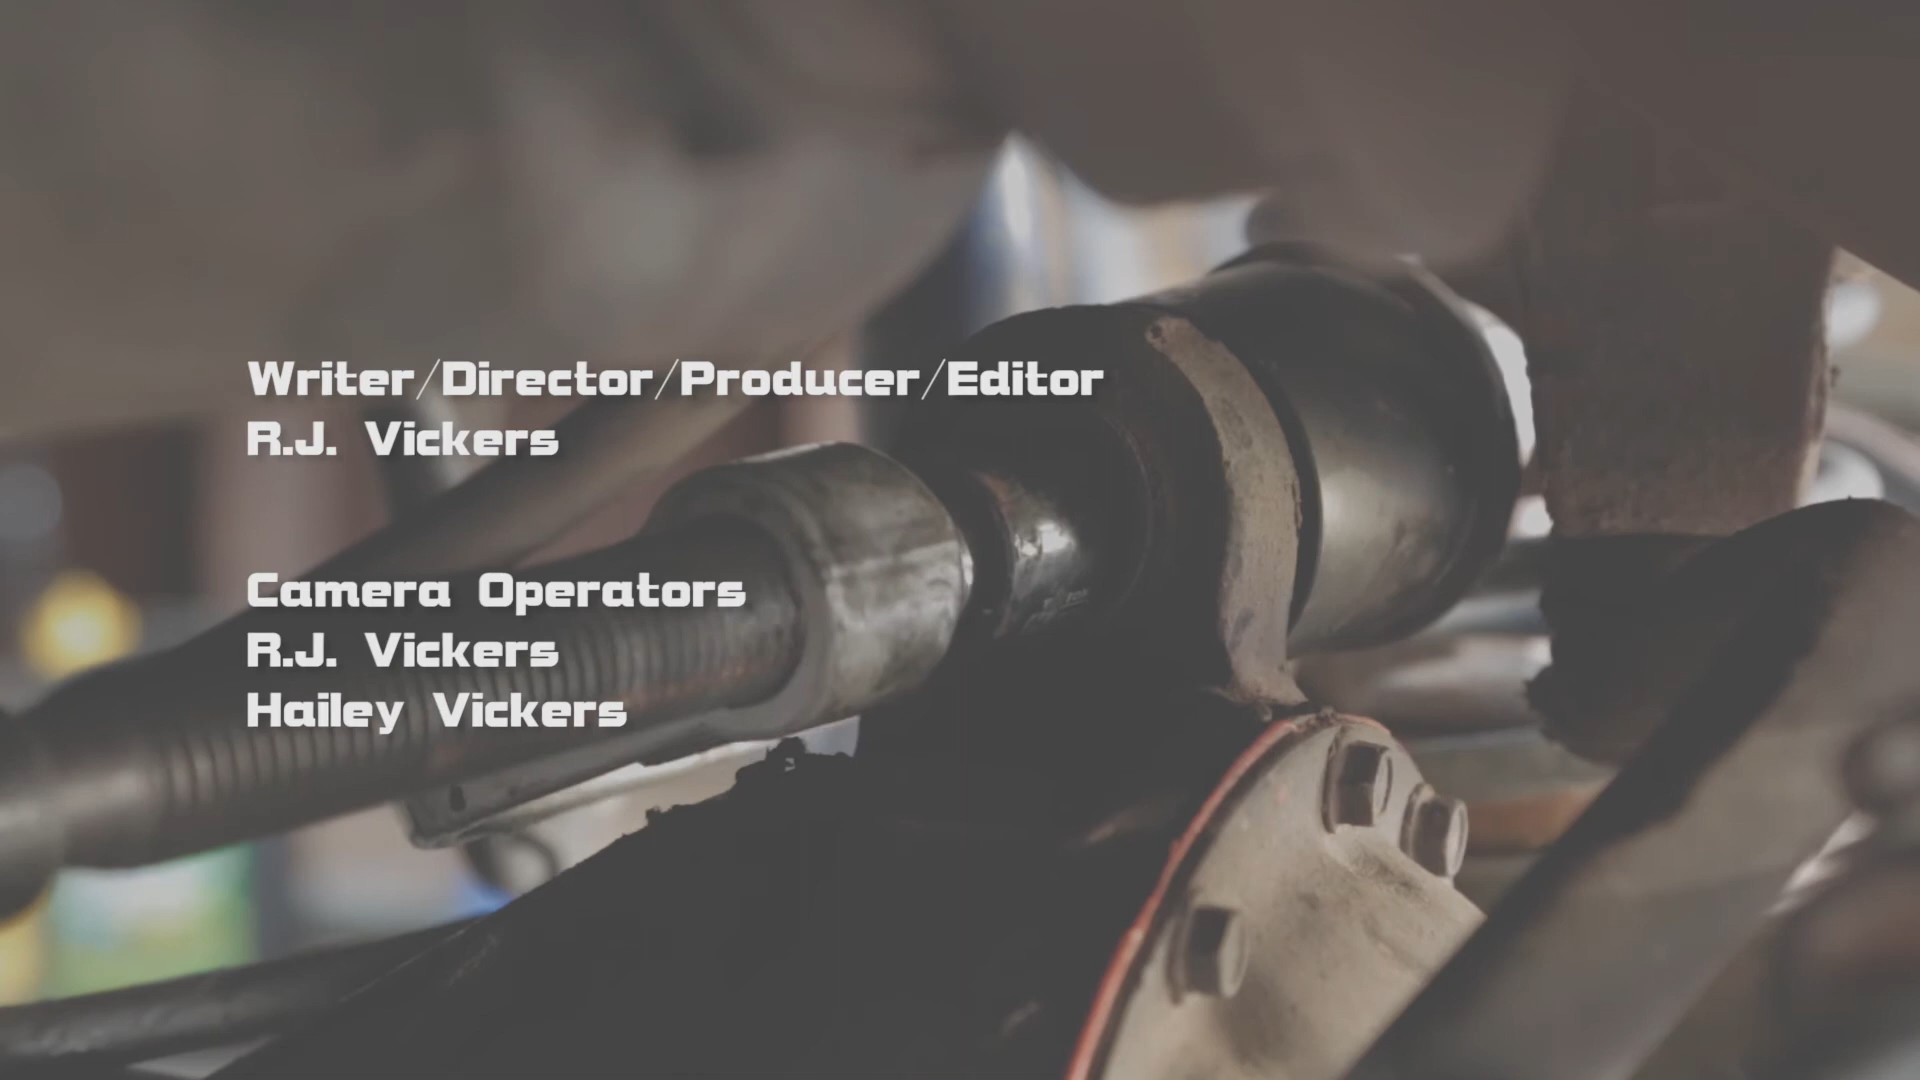 Writer/Director/Producer/Editor
R.J. Vickers
Camera Operators
R.J. Vickers
Hailey Vickers